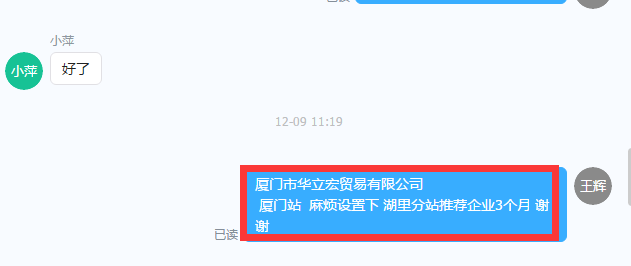 已读
小萍
小萍
好了
12-09 11:19
厦门市华立宏贸易有限公司
厦门站 麻烦设置下 湖里分站推荐企业3个月 谢
谢
王辉
已读